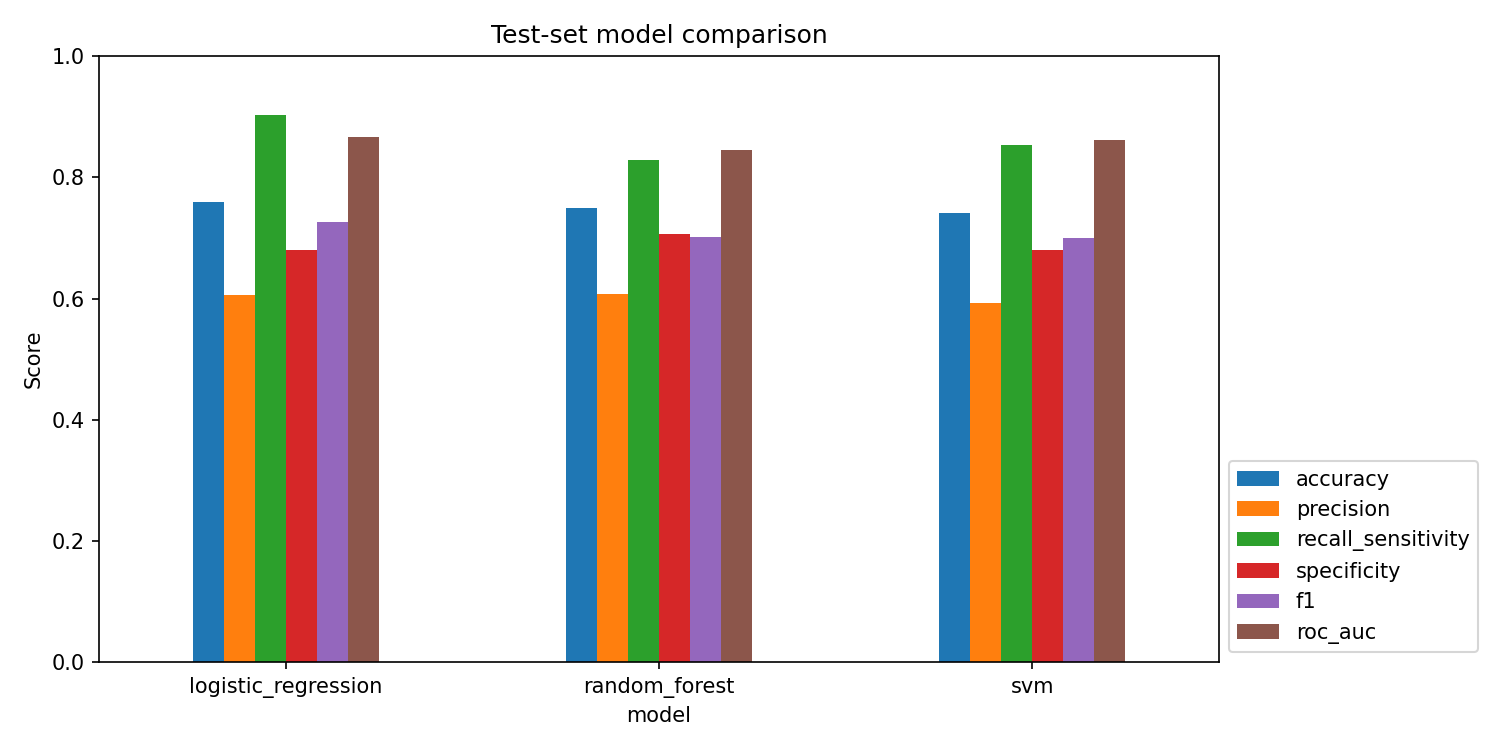 Test-set model comparison
1.0
0.8
0.6
0.4
0.2
0.0
Score
logistic_regression
random_forest
svm
model
accuracy
precision
recall_sensitivity
specificity
f1
roc_auc